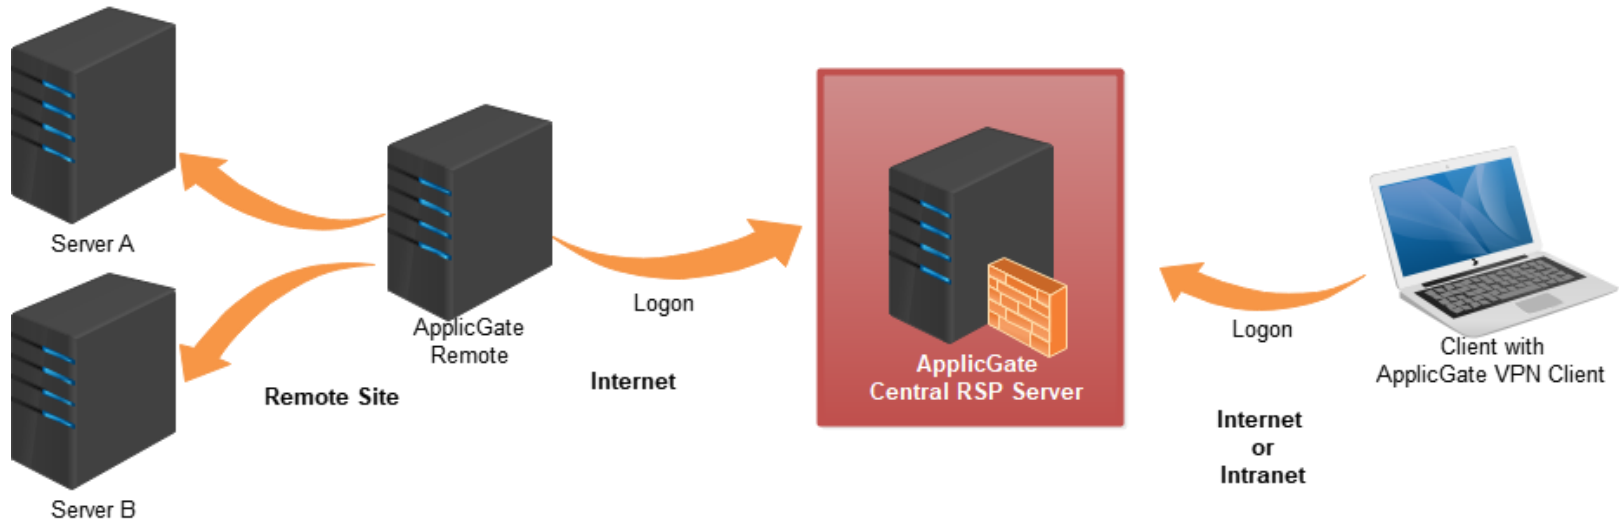 Server A
Server B
ApplicGate
Remote
Remote Site
Logon
Internet
ApplicGate
Central RSP Server
Logon
Internet
or
Intranet
Client with
ApplicGate VPN Client